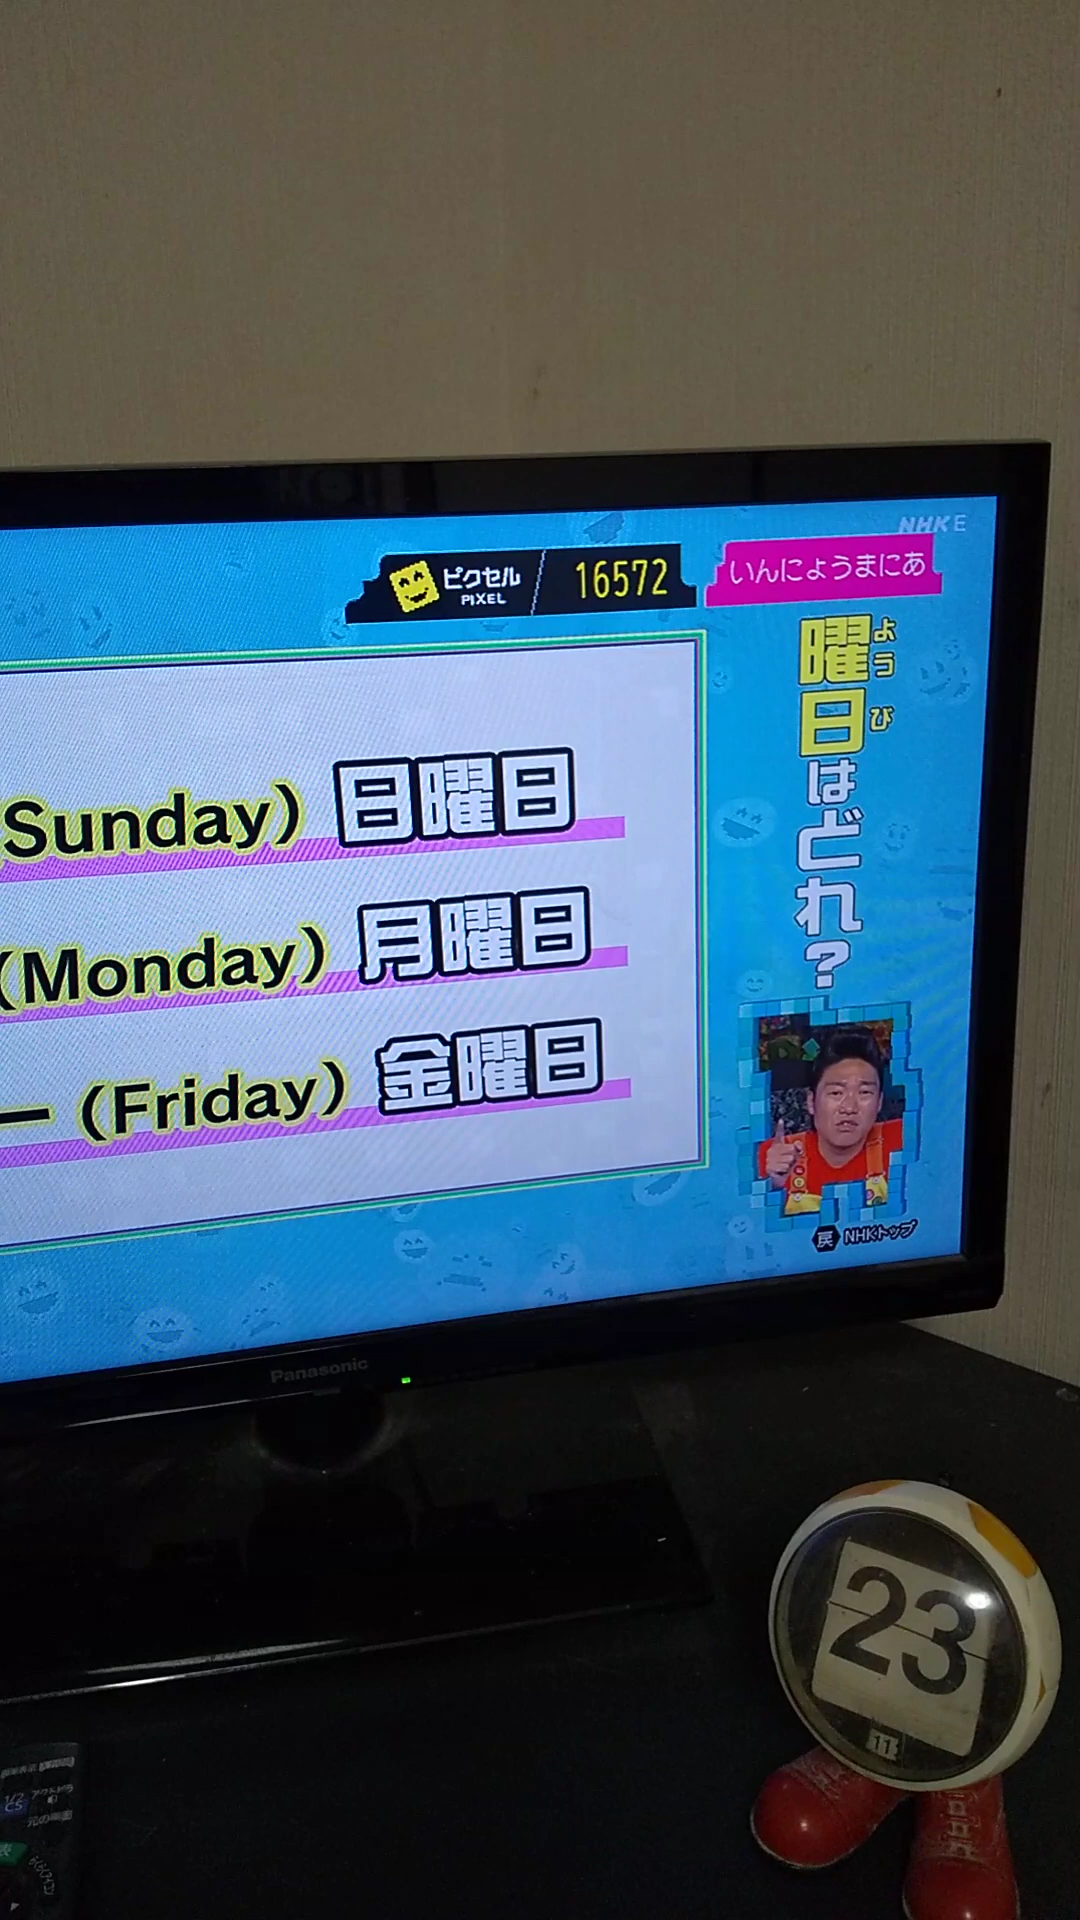 NHK E
ピクセル
PIXEL
16572
いんにょうまにあ
曜日はどれ?
ようび
Sunday) 日曜日
(Monday) 月曜日
ー (Friday) 金曜日
戻 NHKトップ
Panasonic
23
11